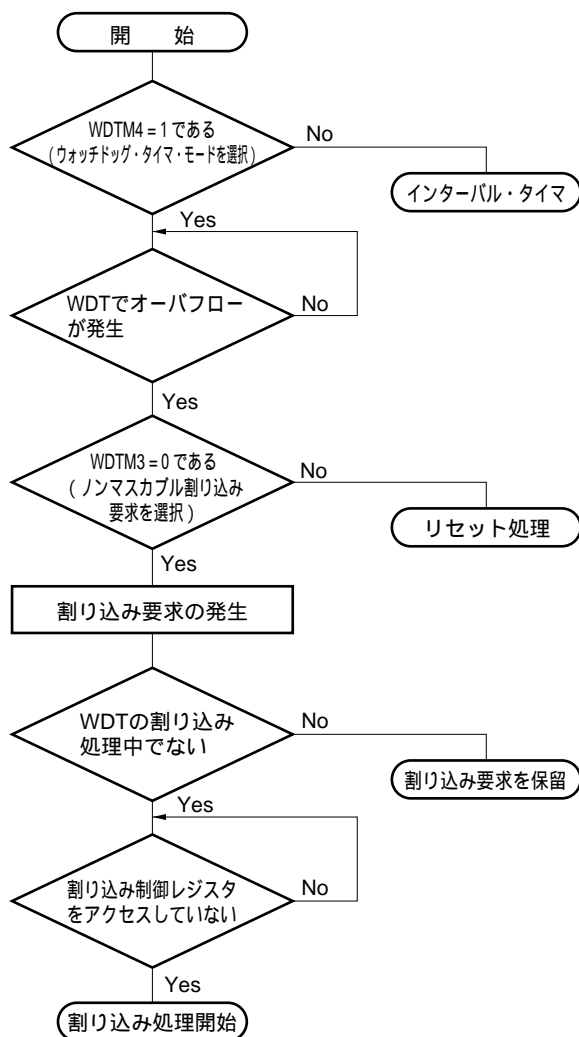 開　始
WDTM4 = 1 である
(ウォッチドッグ・タイマ・モードを選択)
No
インターバル・タイマ
Yes
WDTでオーバフロー
が発生
No
Yes
WDTM3 = 0 である
( ノンマスカブル割り込み
要求を選択 )
No
リセット処理
Yes
割り込み要求の発生
WDTの割り込み
処理中でない
No
割り込み要求を保留
Yes
割り込み制御レジスタ
をアクセスしていない
No
Yes
割り込み処理開始